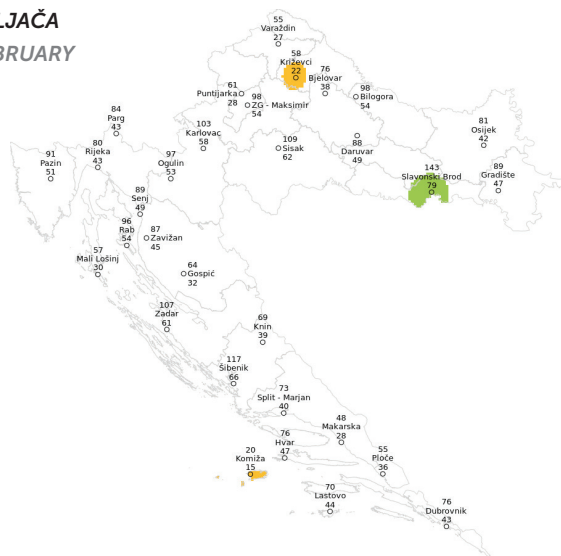 LJAČA
BRUARY
55
Varaždin
27
58
Križevci
22
76
Bjelovar
38
61
Puntijarka
28
98
ZG - Maksimir
54
98
Bilogora
54
84
Parg
43
103
Karlovac
58
81
Osijek
42
109
Sisak
62
88
Daruvar
49
80
Rijeka
43
91
Pazin
51
97
Ogulin
53
143
Slavonski Brod
79
89
Gradište
47
89
Senj
49
96
Rab
54
87
Zavižan
45
57
Mali Lošinj
30
64
Gospić
32
107
Zadar
61
69
Knin
39
117
Šibenik
66
73
Split - Marjan
40
48
Makarska
28
76
Hvar
47
20
Komiža
15
55
Ploče
36
70
Lastovo
44
76
Dubrovnik
43